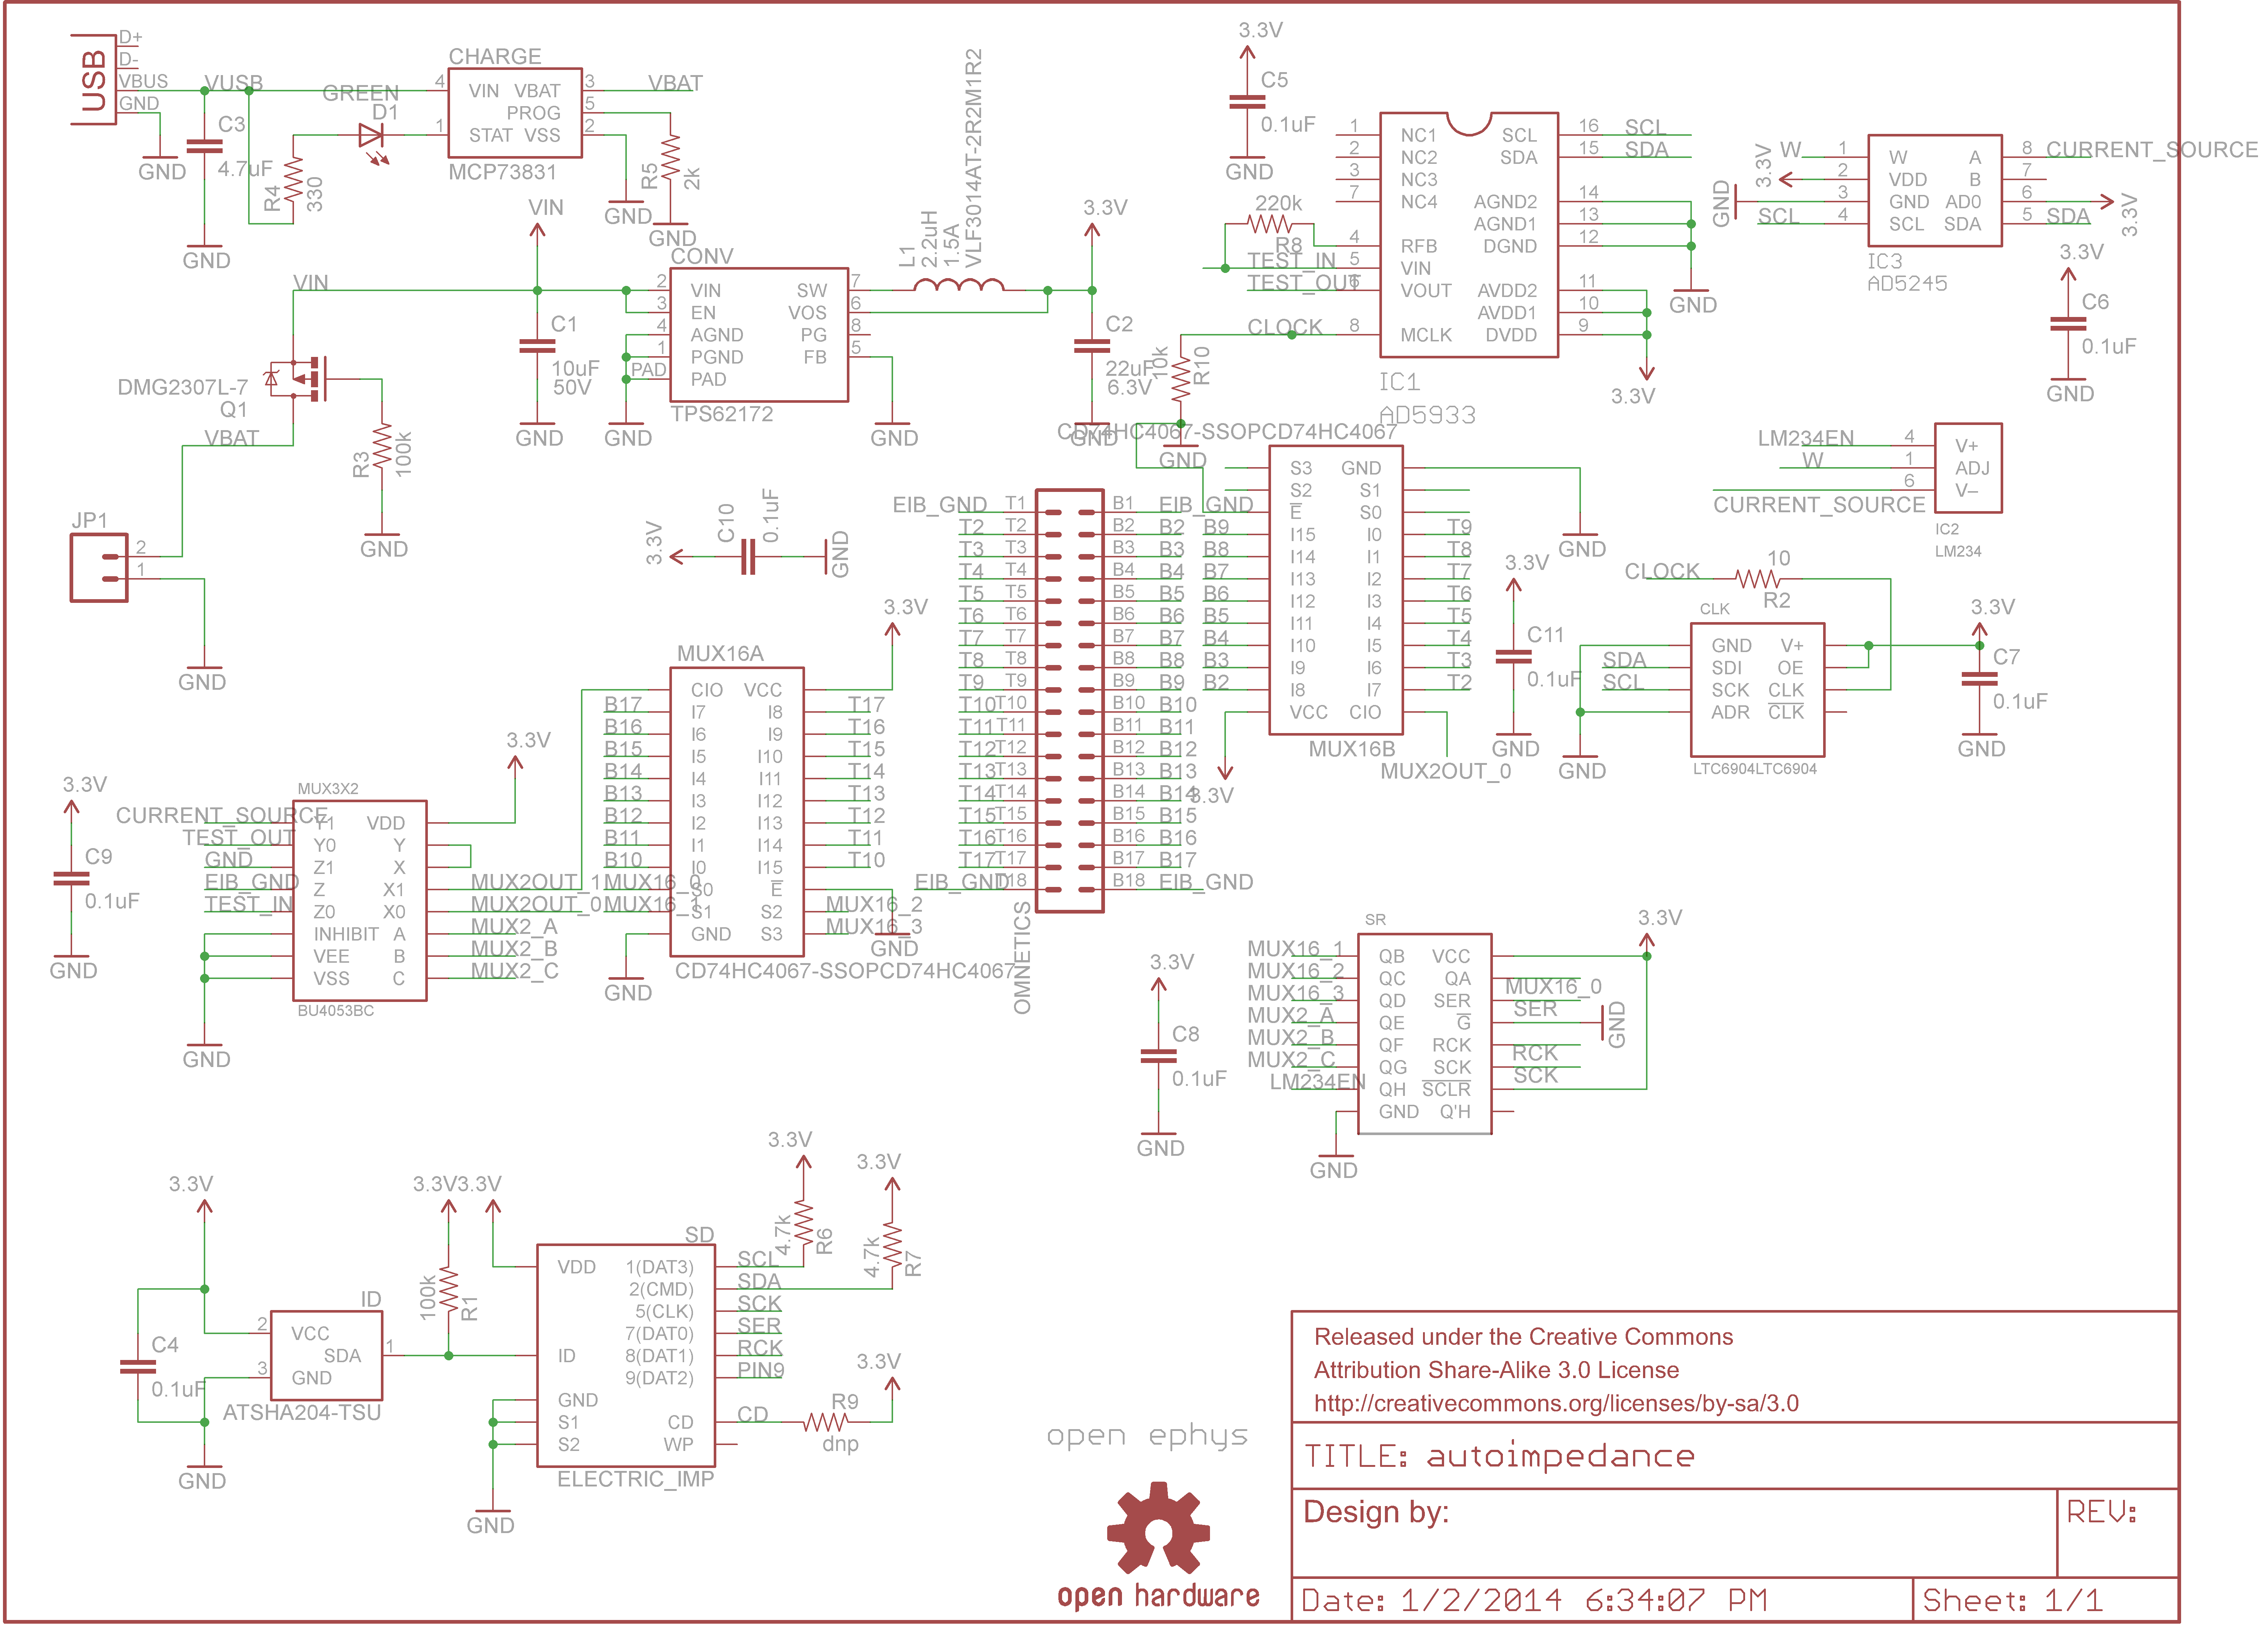 USB
D+
D-
VBUS
GND
VUSB
GND
C3
4.7uF
GND
R4
330
GREEN
D1
CHARGE
4 VIN VBAT 3 VBAT
PROG 5
1 STAT VSS 2
MCP73831
GND
R5
2k
GND
VIN
VIN
DMG2307L-7
Q1
VBAT
R3
100k
GND
JP1
2
1
GND
C1
10uF
50V
GND
CONV
2 VIN SW 7
3 EN VOS 6
4 AGND PG 8
1 PGND FB 5
PAD PAD
TPS62172
GND
GND
L1
2.2uH
1.5A
VLF3014AT-2R2M1R2
3.3V
C2
22uF
6.3V
GND
3.3V
C5
0.1uF
GND
220k
R8
TEST_IN
TEST_OUT
CLOCK
10k
R10
GND
1 NC1 SCL 16 SCL
2 NC2 SDA 15 SDA
3 NC3
7 NC4 AGND2 14
AGND1 13
4 RFB DGND 12
5 VIN
6 VOUT AVDD2 11
AVDD1 10
8 MCLK DVDD 9
IC1
AD5933
GND
3.3V
W 1 W A 8 CURRENT_SOURCE
3.3V 2 VDD B 7
GND 3 GND AD0 6 3.3V
SCL 4 SCL SDA 5 SDA
IC3
AD5245
3.3V
C6
0.1uF
GND
LM234EN 4 V+
W 1 ADJ
CURRENT_SOURCE 6 V–
IC2
LM234
3.3V
C10
0.1uF
GND
EIB_GND T1 B1 EIB_GND
T2 T2 B2 B2
T3 T3 B3 B3
T4 T4 B4 B4
T5 T5 B5 B5
T6 T6 B6 B6
T7 T7 B7 B7
T8 T8 B8 B8
T9 T9 B9 B9
T10 T10 B10 B10
T11 T11 B11 B11
T12 T12 B12 B12
T13 T13 B13 B13
T14 T14 B14 B14
T15 T15 B15 B15
T16 T16 B16 B16
T17 T17 B17 B17
EIB_GND T18 B18 EIB_GND
OMNETICS
CD74HC4067-SSOPCD74HC4067
S3 GND
S2 S1
E S0
B9 I15 I0 T9
B8 I14 I1 T8
B7 I13 I2 T7
B6 I12 I3 T6
B5 I11 I4 T5
B4 I10 I5 T4
B3 I9 I6 T3
B2 I8 I7 T2
VCC CIO
MUX16B
3.3V
MUX2OUT_0
GND
3.3V
C11
0.1uF
GND
CLOCK
10
R2
CLK
GND V+
SDA SDI OE
SCL SCK CLK
ADR CLK
LTC6904LTC6904
GND
3.3V
C7
0.1uF
GND
MUX16A
3.3V
CIO VCC
B17 I7 I8 T17
B16 I6 I9 T16
B15 I5 I10 T15
B14 I4 I11 T14
B13 I3 I12 T13
B12 I2 I13 T12
B11 I1 I14 T11
B10 I0 I15 T10
MUX16_0 S0 E
MUX16_1 S1 S2 MUX16_2
GND S3 MUX16_3
CD74HC4067-SSOPCD74HC4067
GND
GND
3.3V
C9
0.1uF
GND
MUX3X2
3.3V
CURRENT_SOURCE Y1 VDD
TEST_OUT Y0 Y
GND Z1 X
EIB_GND Z X1 MUX2OUT_1
TEST_IN Z0 X0 MUX2OUT_0
INHIBIT A MUX2_A
VEE B MUX2_B
VSS C MUX2_C
BU4053BC
GND
3.3V
C8
0.1uF
GND
SR
3.3V
MUX16_1 QB VCC
MUX16_2 QC QA MUX16_0
MUX16_3 QD SER SER
MUX2_A QE G GND
MUX2_B QF RCK RCK
MUX2_C QG SCK SCK
LM234EN QH SCLR
GND Q'H
GND
3.3V
C4
0.1uF
ID
2 VCC
SDA 1
3 GND
ATSHA204-TSU
GND
3.3V
3.3V
100k
R1
SD
VDD 1(DAT3) SCL
2(CMD) SDA
5(CLK) SCK
7(DAT0) SER
ID 8(DAT1) RCK
9(DAT2) PIN9
GND
S1 CD CD
S2 WP
ELECTRIC_IMP
GND
3.3V
4.7k
R6
3.3V
4.7k
R7
3.3V
R9
dnp
open ephys
open hardware
Released under the Creative Commons
Attribution Share-Alike 3.0 License
http://creativecommons.org/licenses/by-sa/3.0
TITLE: autoimpedance
Design by:
REV:
Date: 1/2/2014 6:34:07 PM
Sheet: 1/1